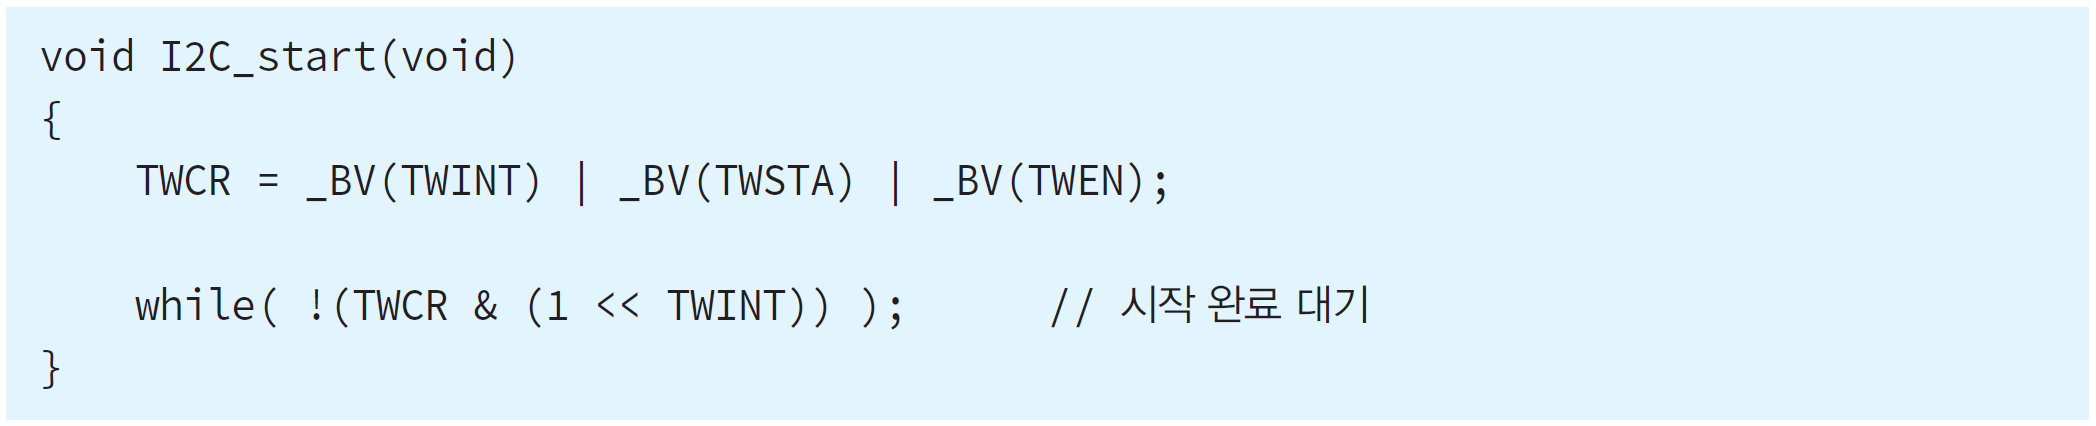 void I2C_start(void)
{
    TWCR = _BV(TWINT) | _BV(TWSTA) | _BV(TWEN);

    while( !(TWCR & (1 << TWINT)) );      // 시작 완료 대기
}